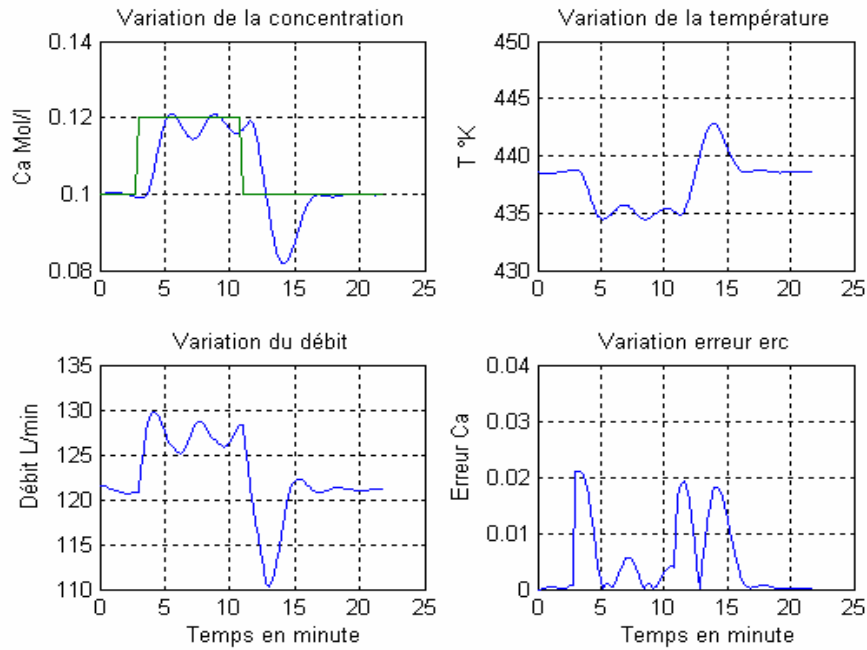 Variation de la concentration
Ca Mol/l
0.14
0.12
0.1
0.08
0 5 10 15 20 25
Variation de la température
T °K
450
445
440
435
430
0 5 10 15 20 25
Variation du débit
Débit L/min
135
130
125
120
115
110
0 5 10 15 20 25
Temps en minute
Variation erreur erc
Erreur Ca
0.04
0.03
0.02
0.01
0
0 5 10 15 20 25
Temps en minute